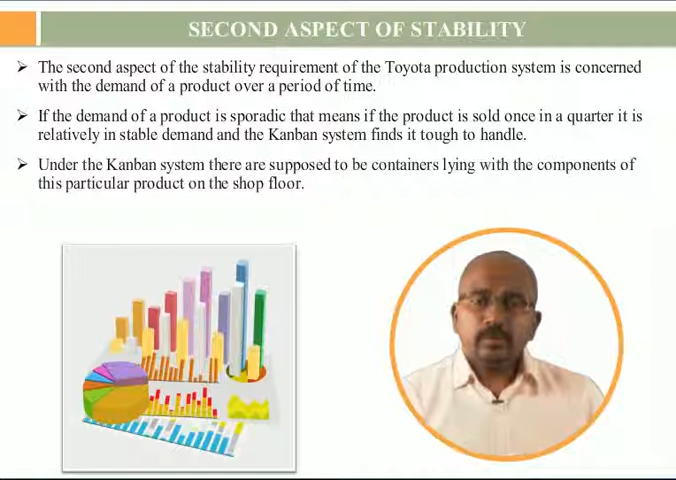 SECOND ASPECT OF STABILITY
➢ The second aspect of the stability requirement of the Toyota production system is concerned
with the demand of a product over a period of time.
➢ If the demand of a product is sporadic that means if the product is sold once in a quarter it is
relatively in stable demand and the Kanban system finds it tough to handle.
➢ Under the Kanban system there are supposed to be containers lying with the components of
this particular product on the shop floor.